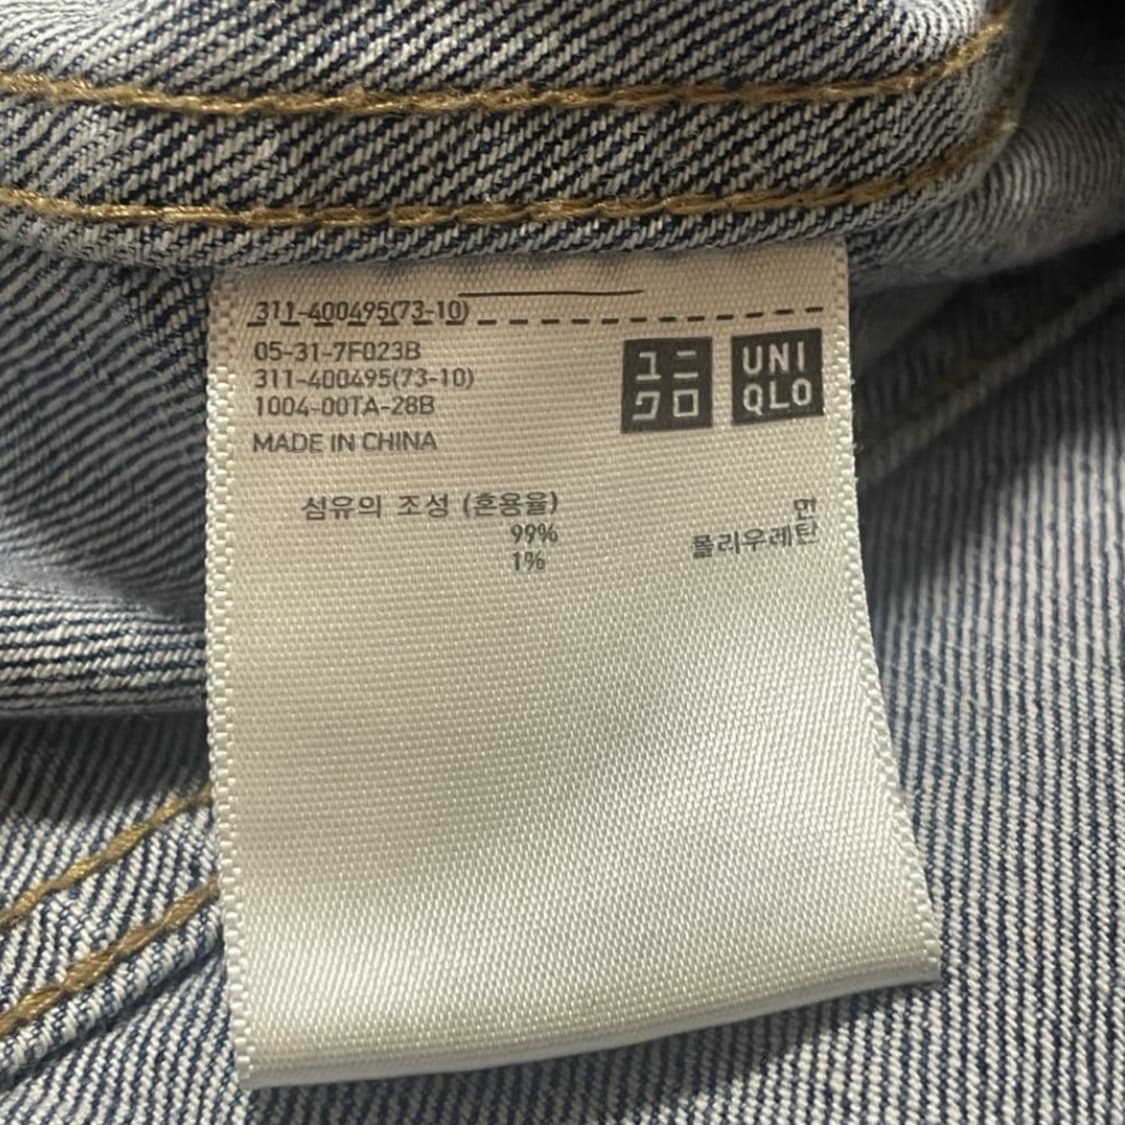 311-400495(73-10)
05-31-7F023B
311-400495(73-10)
1004-00TA-28B
MADE IN CHINA
ユニ
クロ
UNI
QLO
섬유의 조성 (혼용율)
99% 면
1% 폴리우레탄